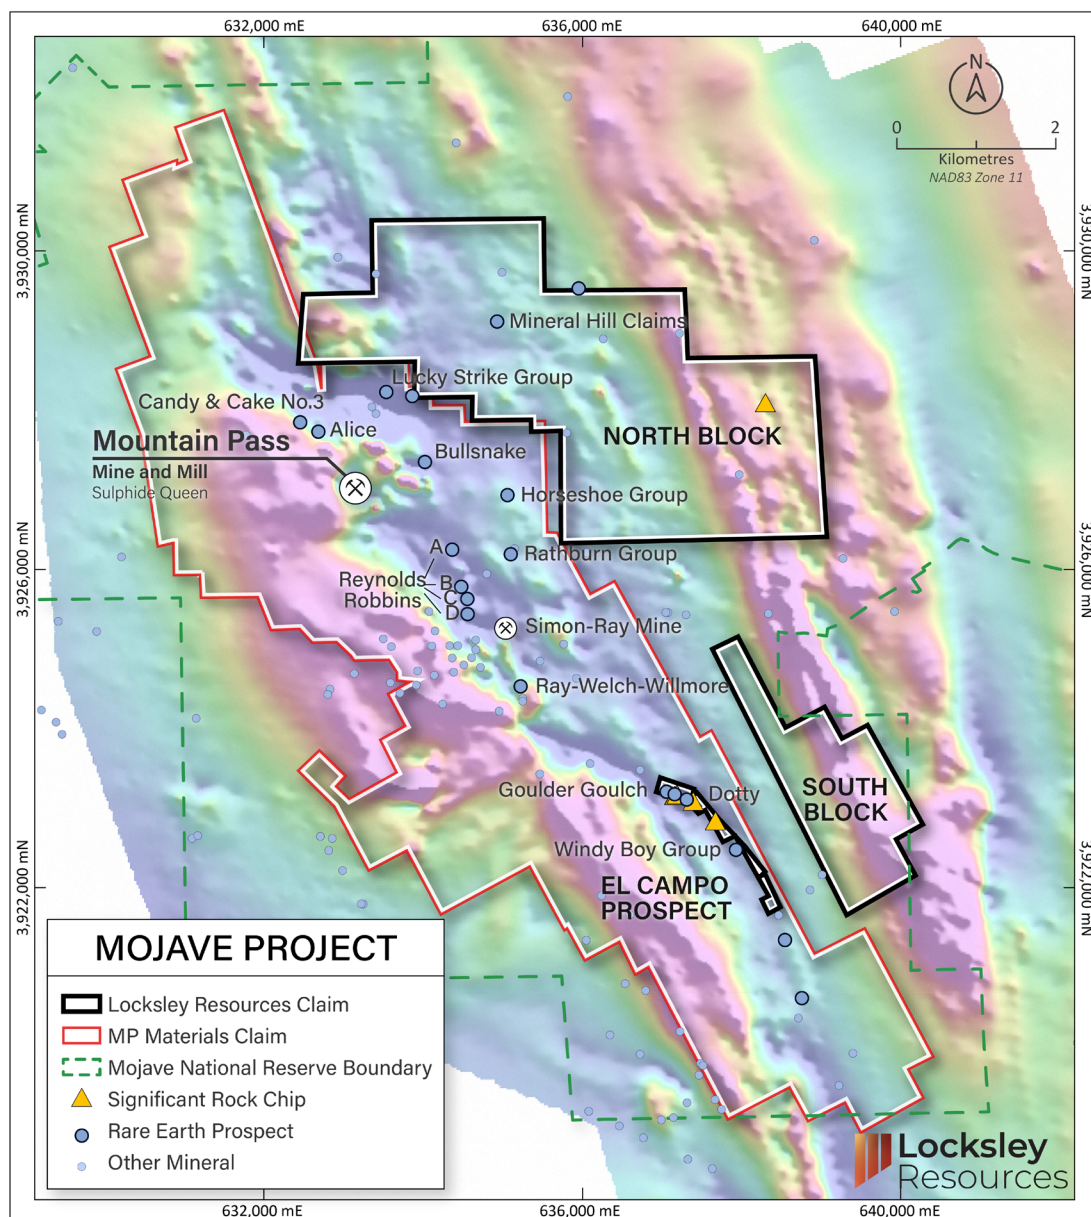 632,000 mE
636,000 mE
640,000 mE
N
0
2
Kilometres
NAD83 Zone 11
3,930,000 mN
3,930,000 mN
Mineral Hill Claims
Lucky Strike Group
Candy & Cake No.3
Alice
NORTH BLOCK
Mountain Pass
Mine and Mill
Sulphide Queen
Bullsnake
Horseshoe Group
3,926,000 mN
3,926,000 mN
A
Rathburn Group
Reynolds
Robbins
B
C
D
Simon-Ray Mine
Ray-Welch-Willmore
SOUTH
BLOCK
Goulder Goulch
Dotty
Windy Boy Group
EL CAMPO
PROSPECT
3,922,000 mN
3,922,000 mN
MOJAVE PROJECT
Locksley Resources Claim
MP Materials Claim
Mojave National Reserve Boundary
Significant Rock Chip
Rare Earth Prospect
Other Mineral
Locksley
Resources
632,000 mE
636,000 mE
640,000 mE